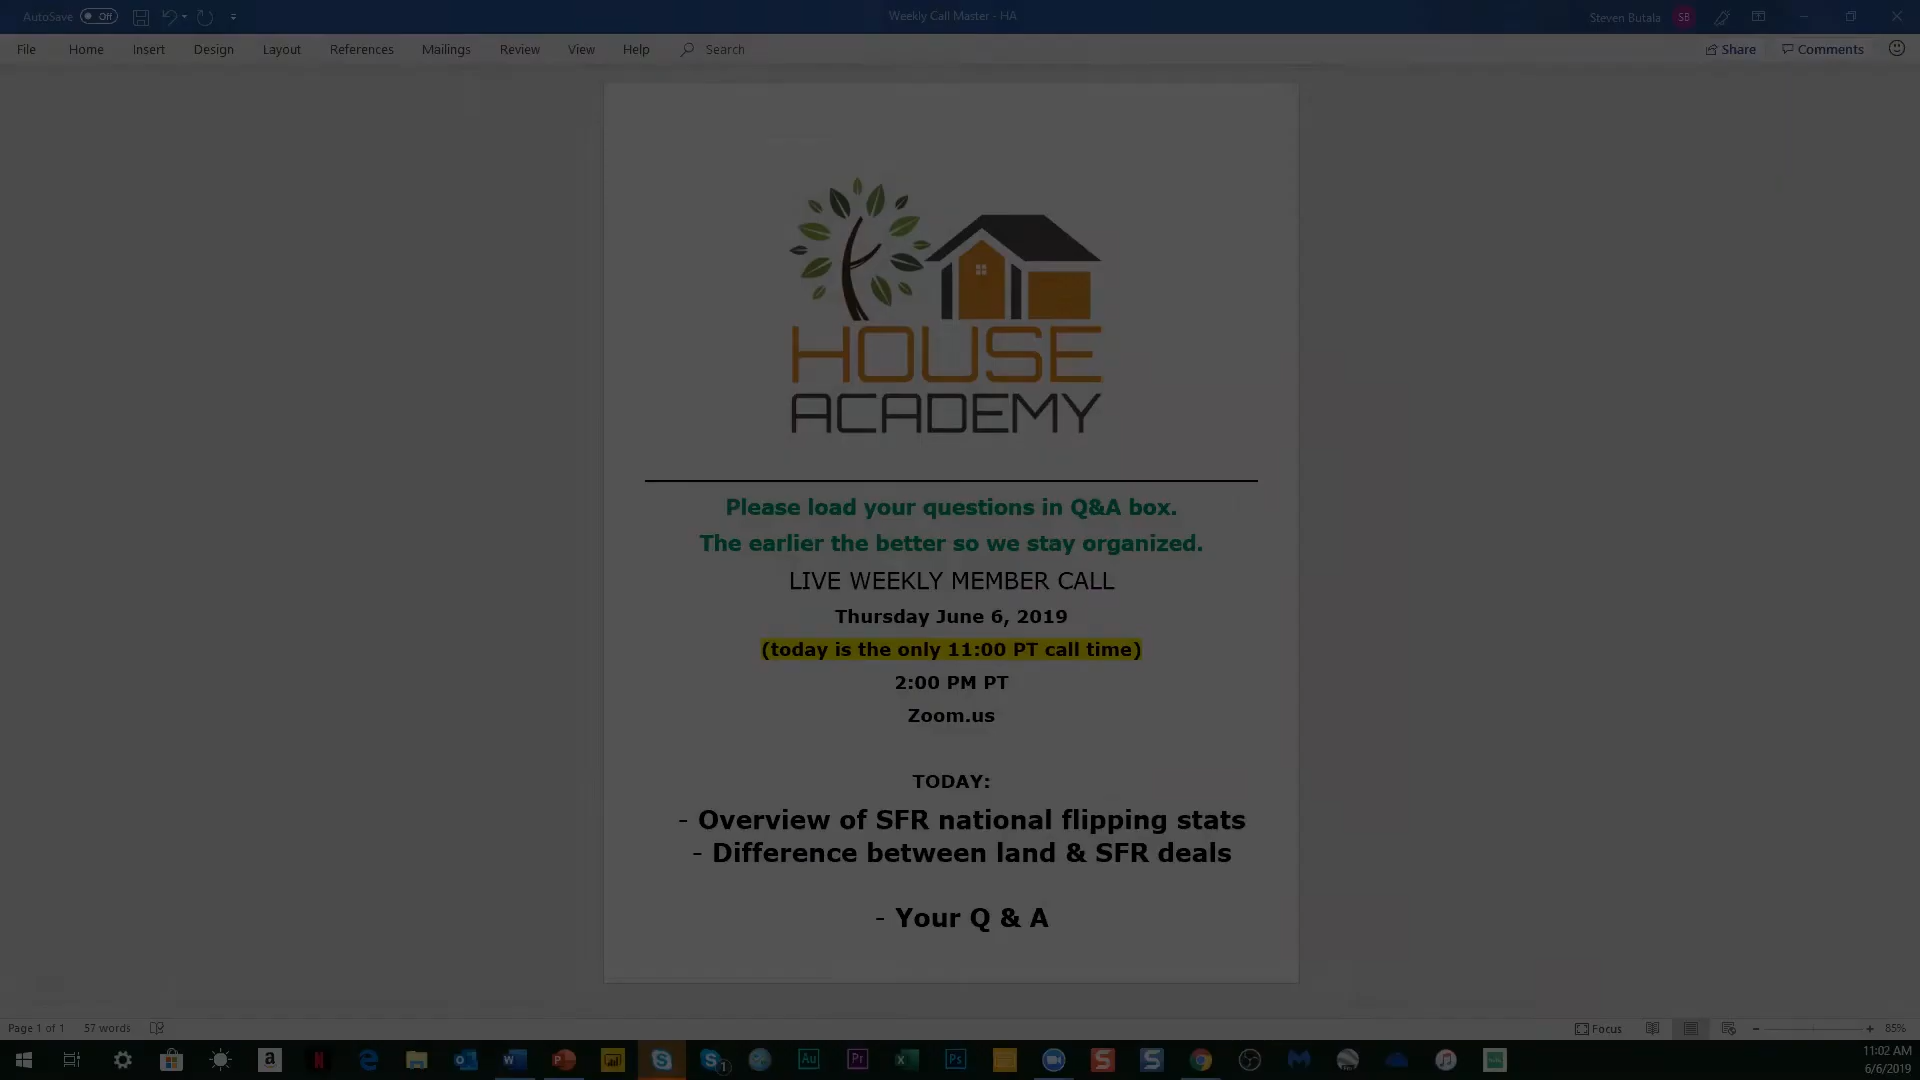 AutoSave Off
Weekly Call Master - HA
Steven Butala SB
File Home Insert Design Layout References Mailings Review View Help Search
Share Comments
HOUSE
ACADEMY
Please load your questions in Q&A box.
The earlier the better so we stay organized.
LIVE WEEKLY MEMBER CALL
Thursday June 6, 2019
(today is the only 11:00 PT call time)
2:00 PM PT
Zoom.us
TODAY:
- Overview of SFR national flipping stats
- Difference between land & SFR deals
- Your Q & A
Page 1 of 1 57 words
Focus
85%
11:02 AM
6/6/2019